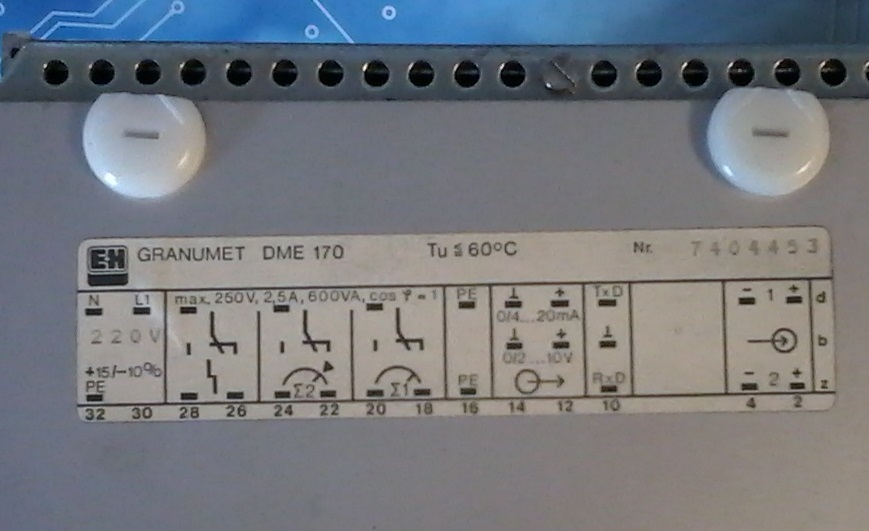 E+H GRANUMET DME 170 Tu ≤ 60°C Nr. 7404453
N L1 max. 250V, 2,5A, 600VA, cos φ = 1 PE ⊥ + TxD - 1 + d
0/4...20mA
220V ⊥ + ⊥ b
0/2...10V
+15/-10%
PE Σ2 Σ1 PE RxD - 2 + z
32 30 28 26 24 22 20 18 16 14 12 10 4 2